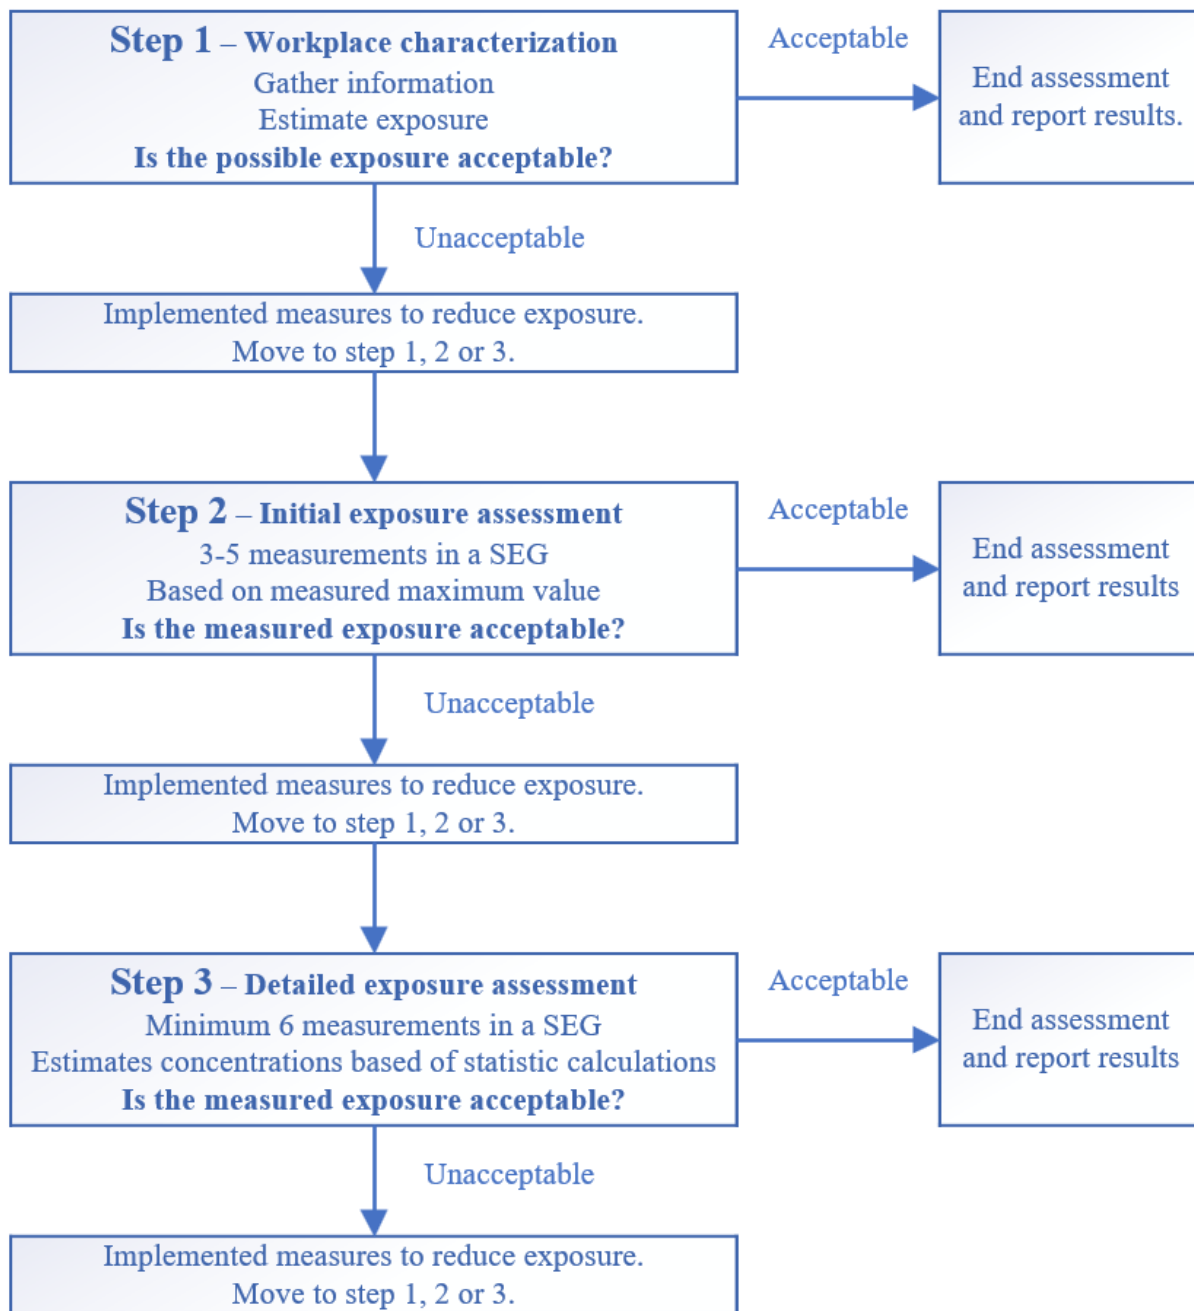 Step 1 – Workplace characterization
Gather information
Estimate exposure
Is the possible exposure acceptable?
Acceptable
End assessment
and report results.
Unacceptable
Implemented measures to reduce exposure.
Move to step 1, 2 or 3.
Step 2 – Initial exposure assessment
3-5 measurements in a SEG
Based on measured maximum value
Is the measured exposure acceptable?
Acceptable
End assessment
and report results
Unacceptable
Implemented measures to reduce exposure.
Move to step 1, 2 or 3.
Step 3 – Detailed exposure assessment
Minimum 6 measurements in a SEG
Estimates concentrations based of statistic calculations
Is the measured exposure acceptable?
Acceptable
End assessment
and report results
Unacceptable
Implemented measures to reduce exposure.
Move to step 1, 2 or 3.